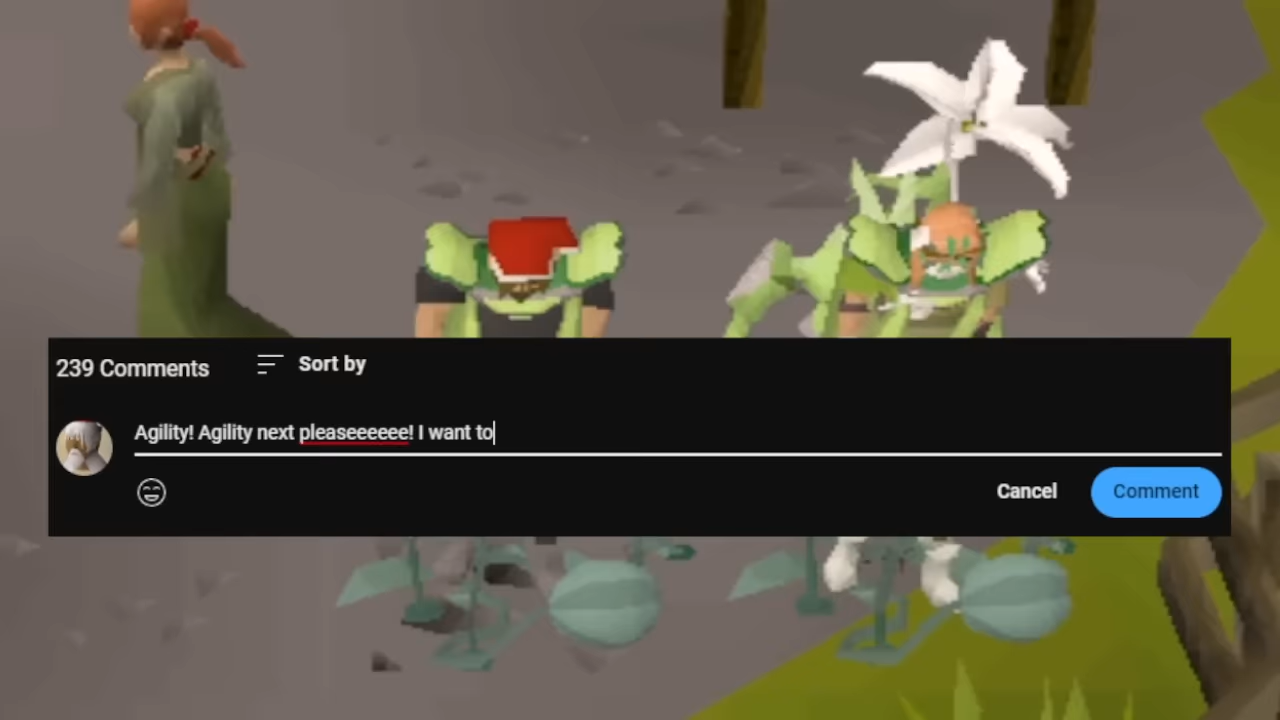 239 Comments
Sort by
Agility! Agility next pleaseeeeee! I want to
Cancel
Comment